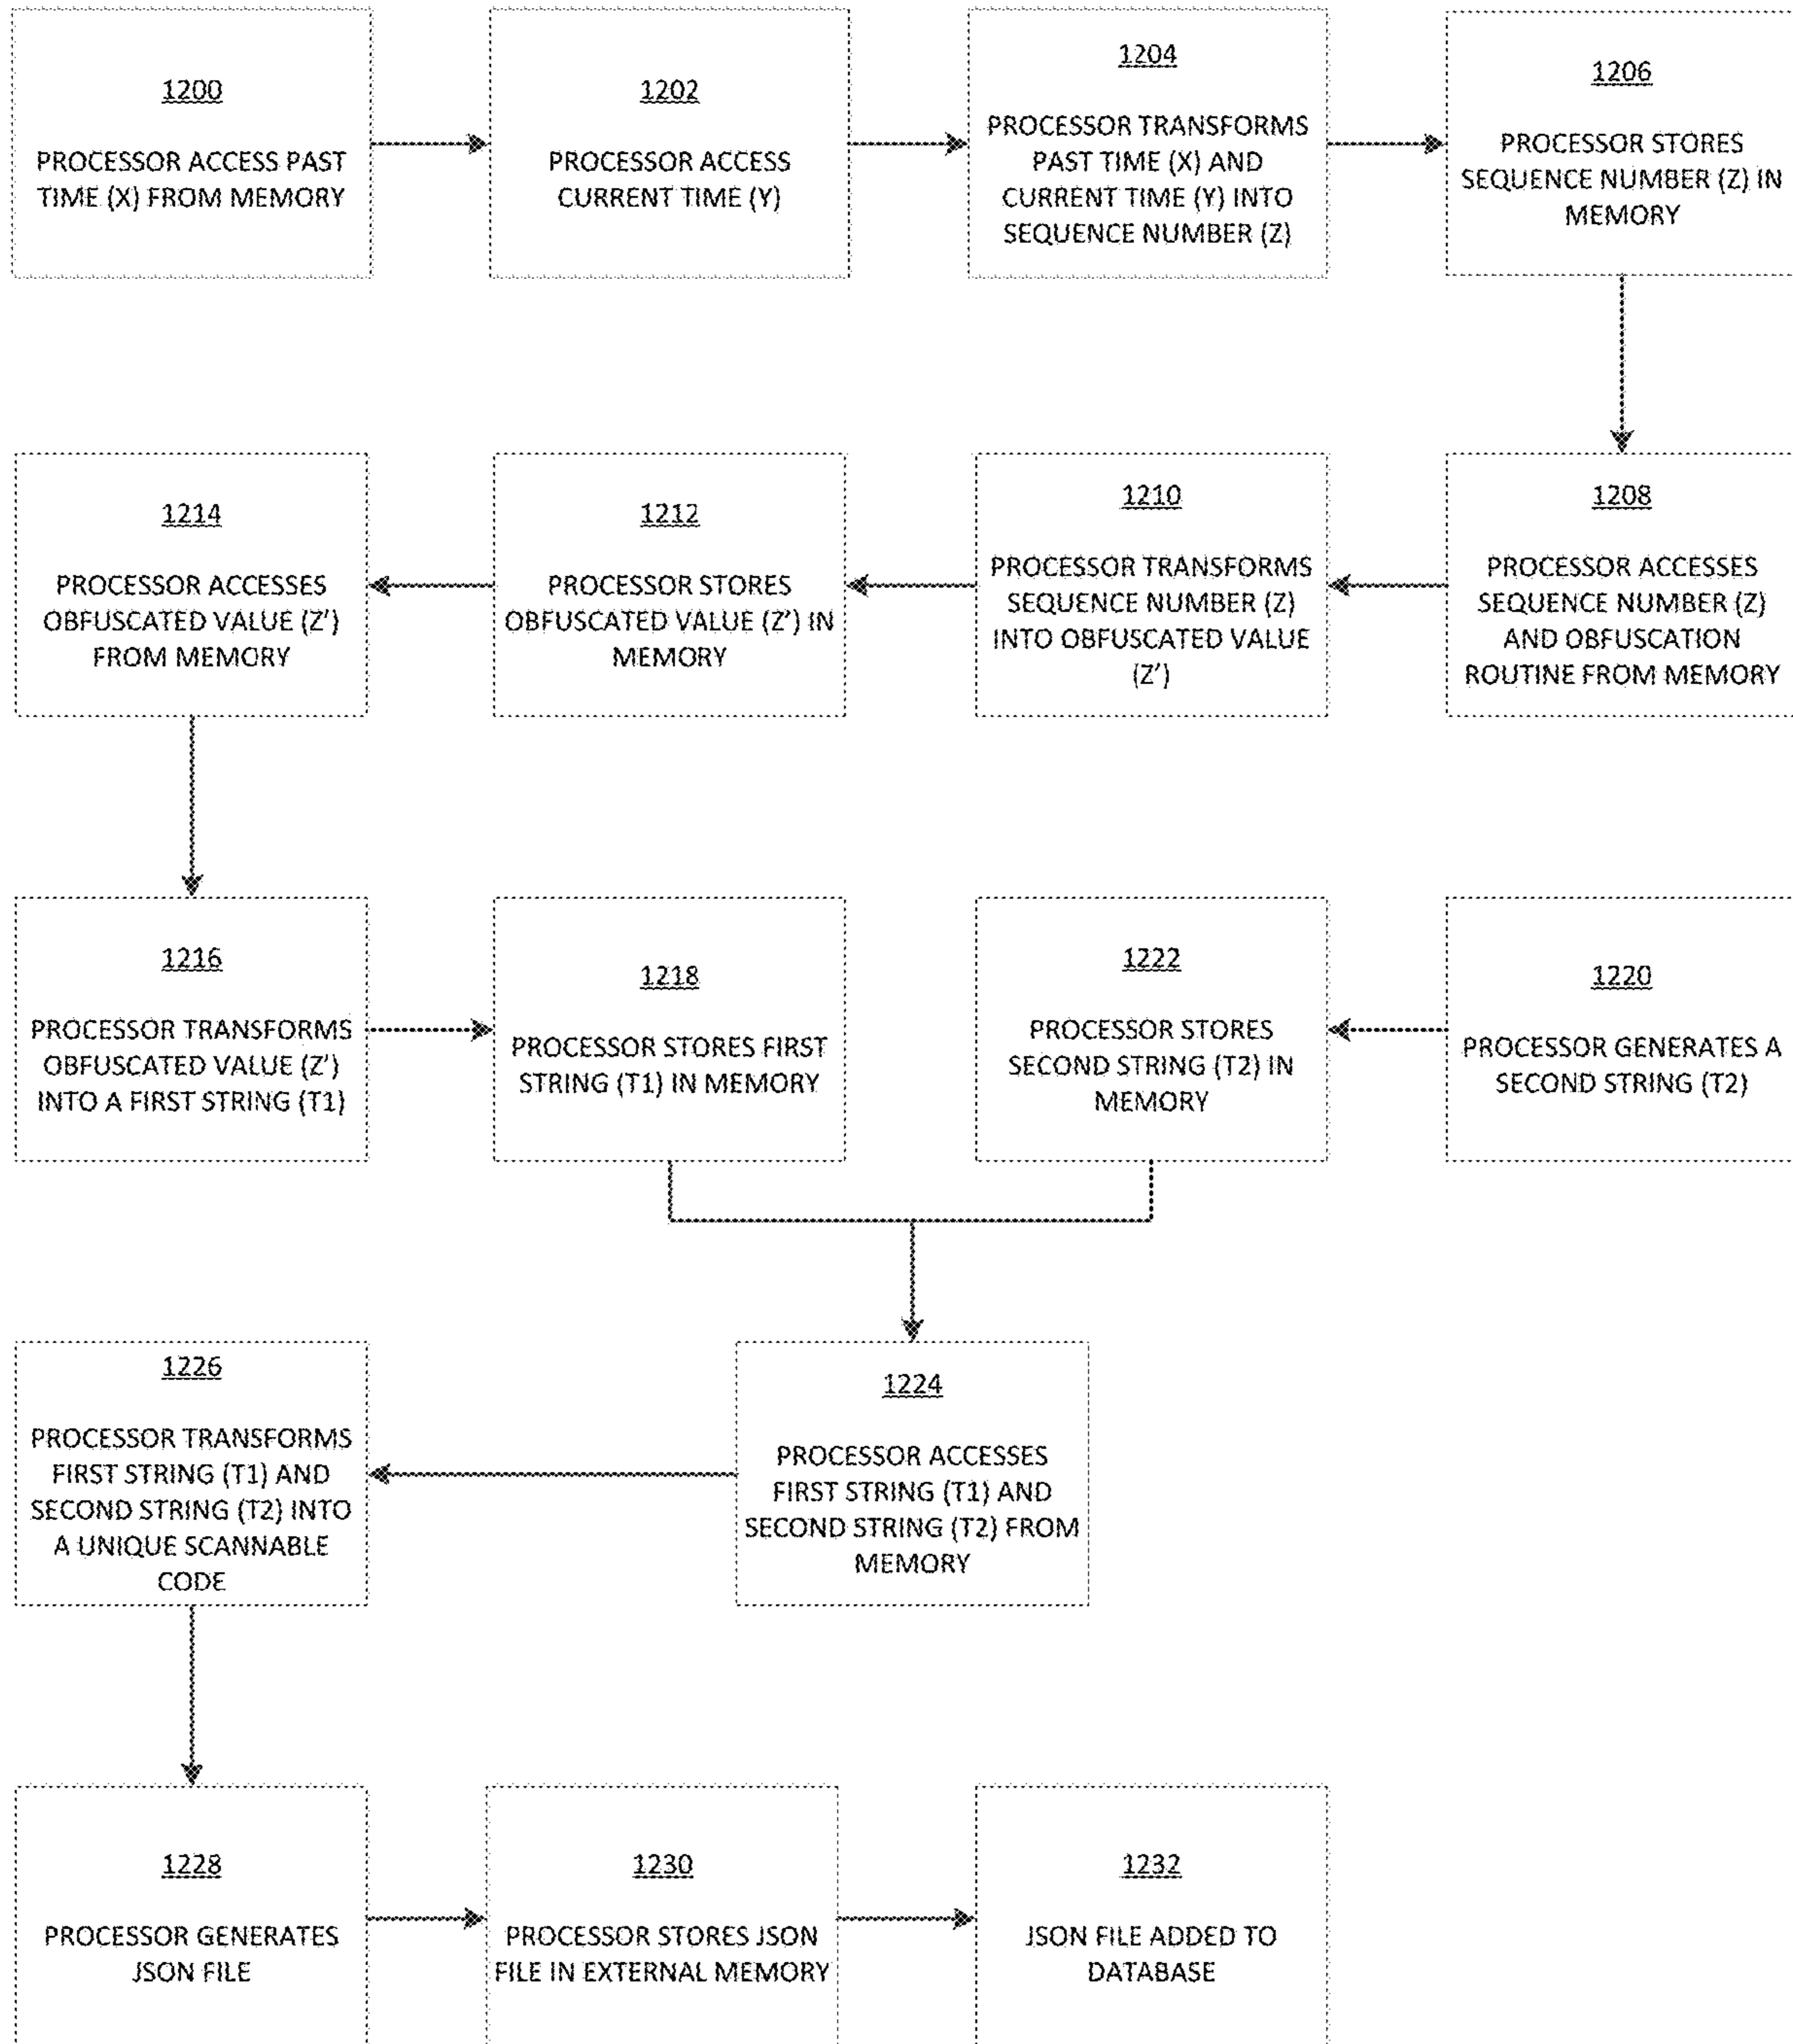 1200
PROCESSOR ACCESS PAST
TIME (X) FROM MEMORY
1202
PROCESSOR ACCESS
CURRENT TIME (Y)
1204
PROCESSOR TRANSFORMS
PAST TIME (X) AND
CURRENT TIME (Y) INTO
SEQUENCE NUMBER (Z)
1206
PROCESSOR STORES
SEQUENCE NUMBER (Z) IN
MEMORY
1208
PROCESSOR ACCESSES
SEQUENCE NUMBER (Z)
AND OBFUSCATION
ROUTINE FROM MEMORY
1210
PROCESSOR TRANSFORMS
SEQUENCE NUMBER (Z)
INTO OBFUSCATED VALUE
(Z')
1212
PROCESSOR STORES
OBFUSCATED VALUE (Z') IN
MEMORY
1214
PROCESSOR ACCESSES
OBFUSCATED VALUE (Z')
FROM MEMORY
1216
PROCESSOR TRANSFORMS
OBFUSCATED VALUE (Z')
INTO A FIRST STRING (T1)
1218
PROCESSOR STORES FIRST
STRING (T1) IN MEMORY
1220
PROCESSOR GENERATES A
SECOND STRING (T2)
1222
PROCESSOR STORES
SECOND STRING (T2) IN
MEMORY
1224
PROCESSOR ACCESSES
FIRST STRING (T1) AND
SECOND STRING (T2) FROM
MEMORY
1226
PROCESSOR TRANSFORMS
FIRST STRING (T1) AND
SECOND STRING (T2) INTO
A UNIQUE SCANNABLE
CODE
1228
PROCESSOR GENERATES
JSON FILE
1230
PROCESSOR STORES JSON
FILE IN EXTERNAL MEMORY
1232
JSON FILE ADDED TO
DATABASE